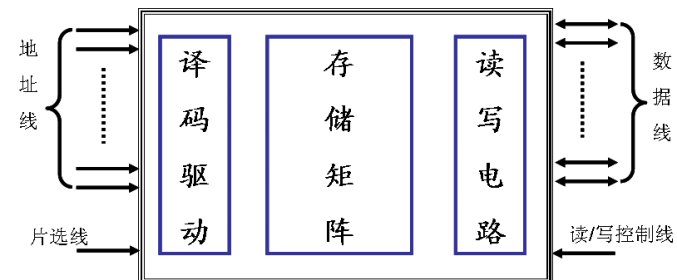 地址线
片选线
译码驱动
存储矩阵
读写电路
数据线
读/写控制线